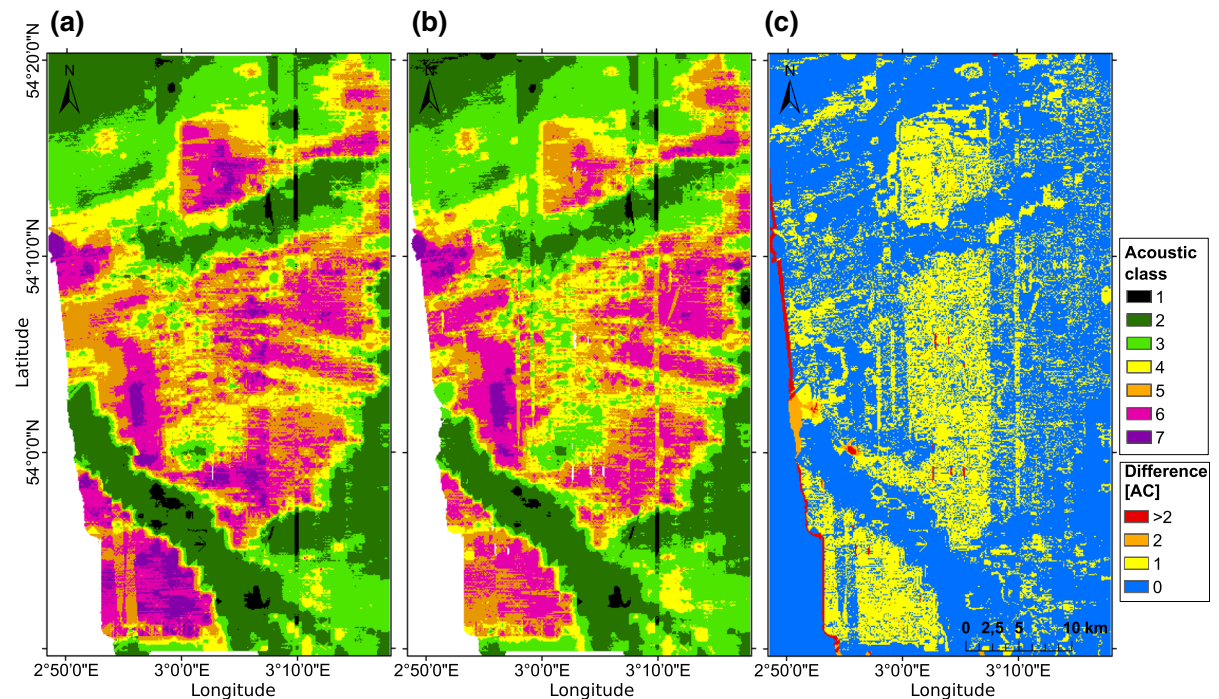 (a)
(b)
(c)
N
N
N
54°20'0"N
54°10'0"N
54°0'0"N
Latitude
2°50'0"E
3°0'0"E
3°10'0"E
Longitude
2°50'0"E
3°0'0"E
3°10'0"E
Longitude
2°50'0"E
3°0'0"E
3°10'0"E
Longitude
0 2,5 5 10 km
Acoustic
class
1
2
3
4
5
6
7
Difference
[AC]
>2
2
1
0